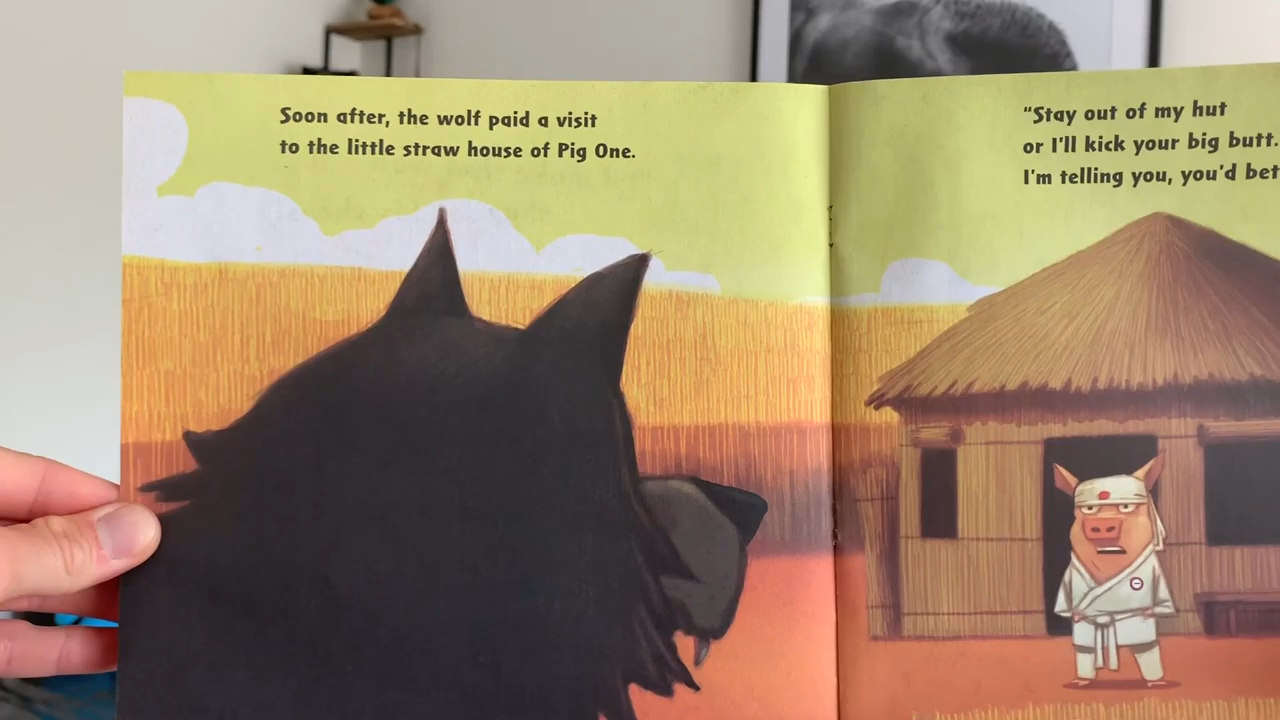 Soon after, the wolf paid a visit
to the little straw house of Pig One.
"Stay out of my hut
or I'll kick your big butt.
I'm telling you, you'd